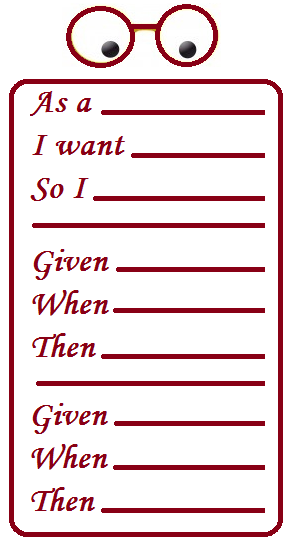 As a
I want
So I
Given
When
Then
Given
When
Then